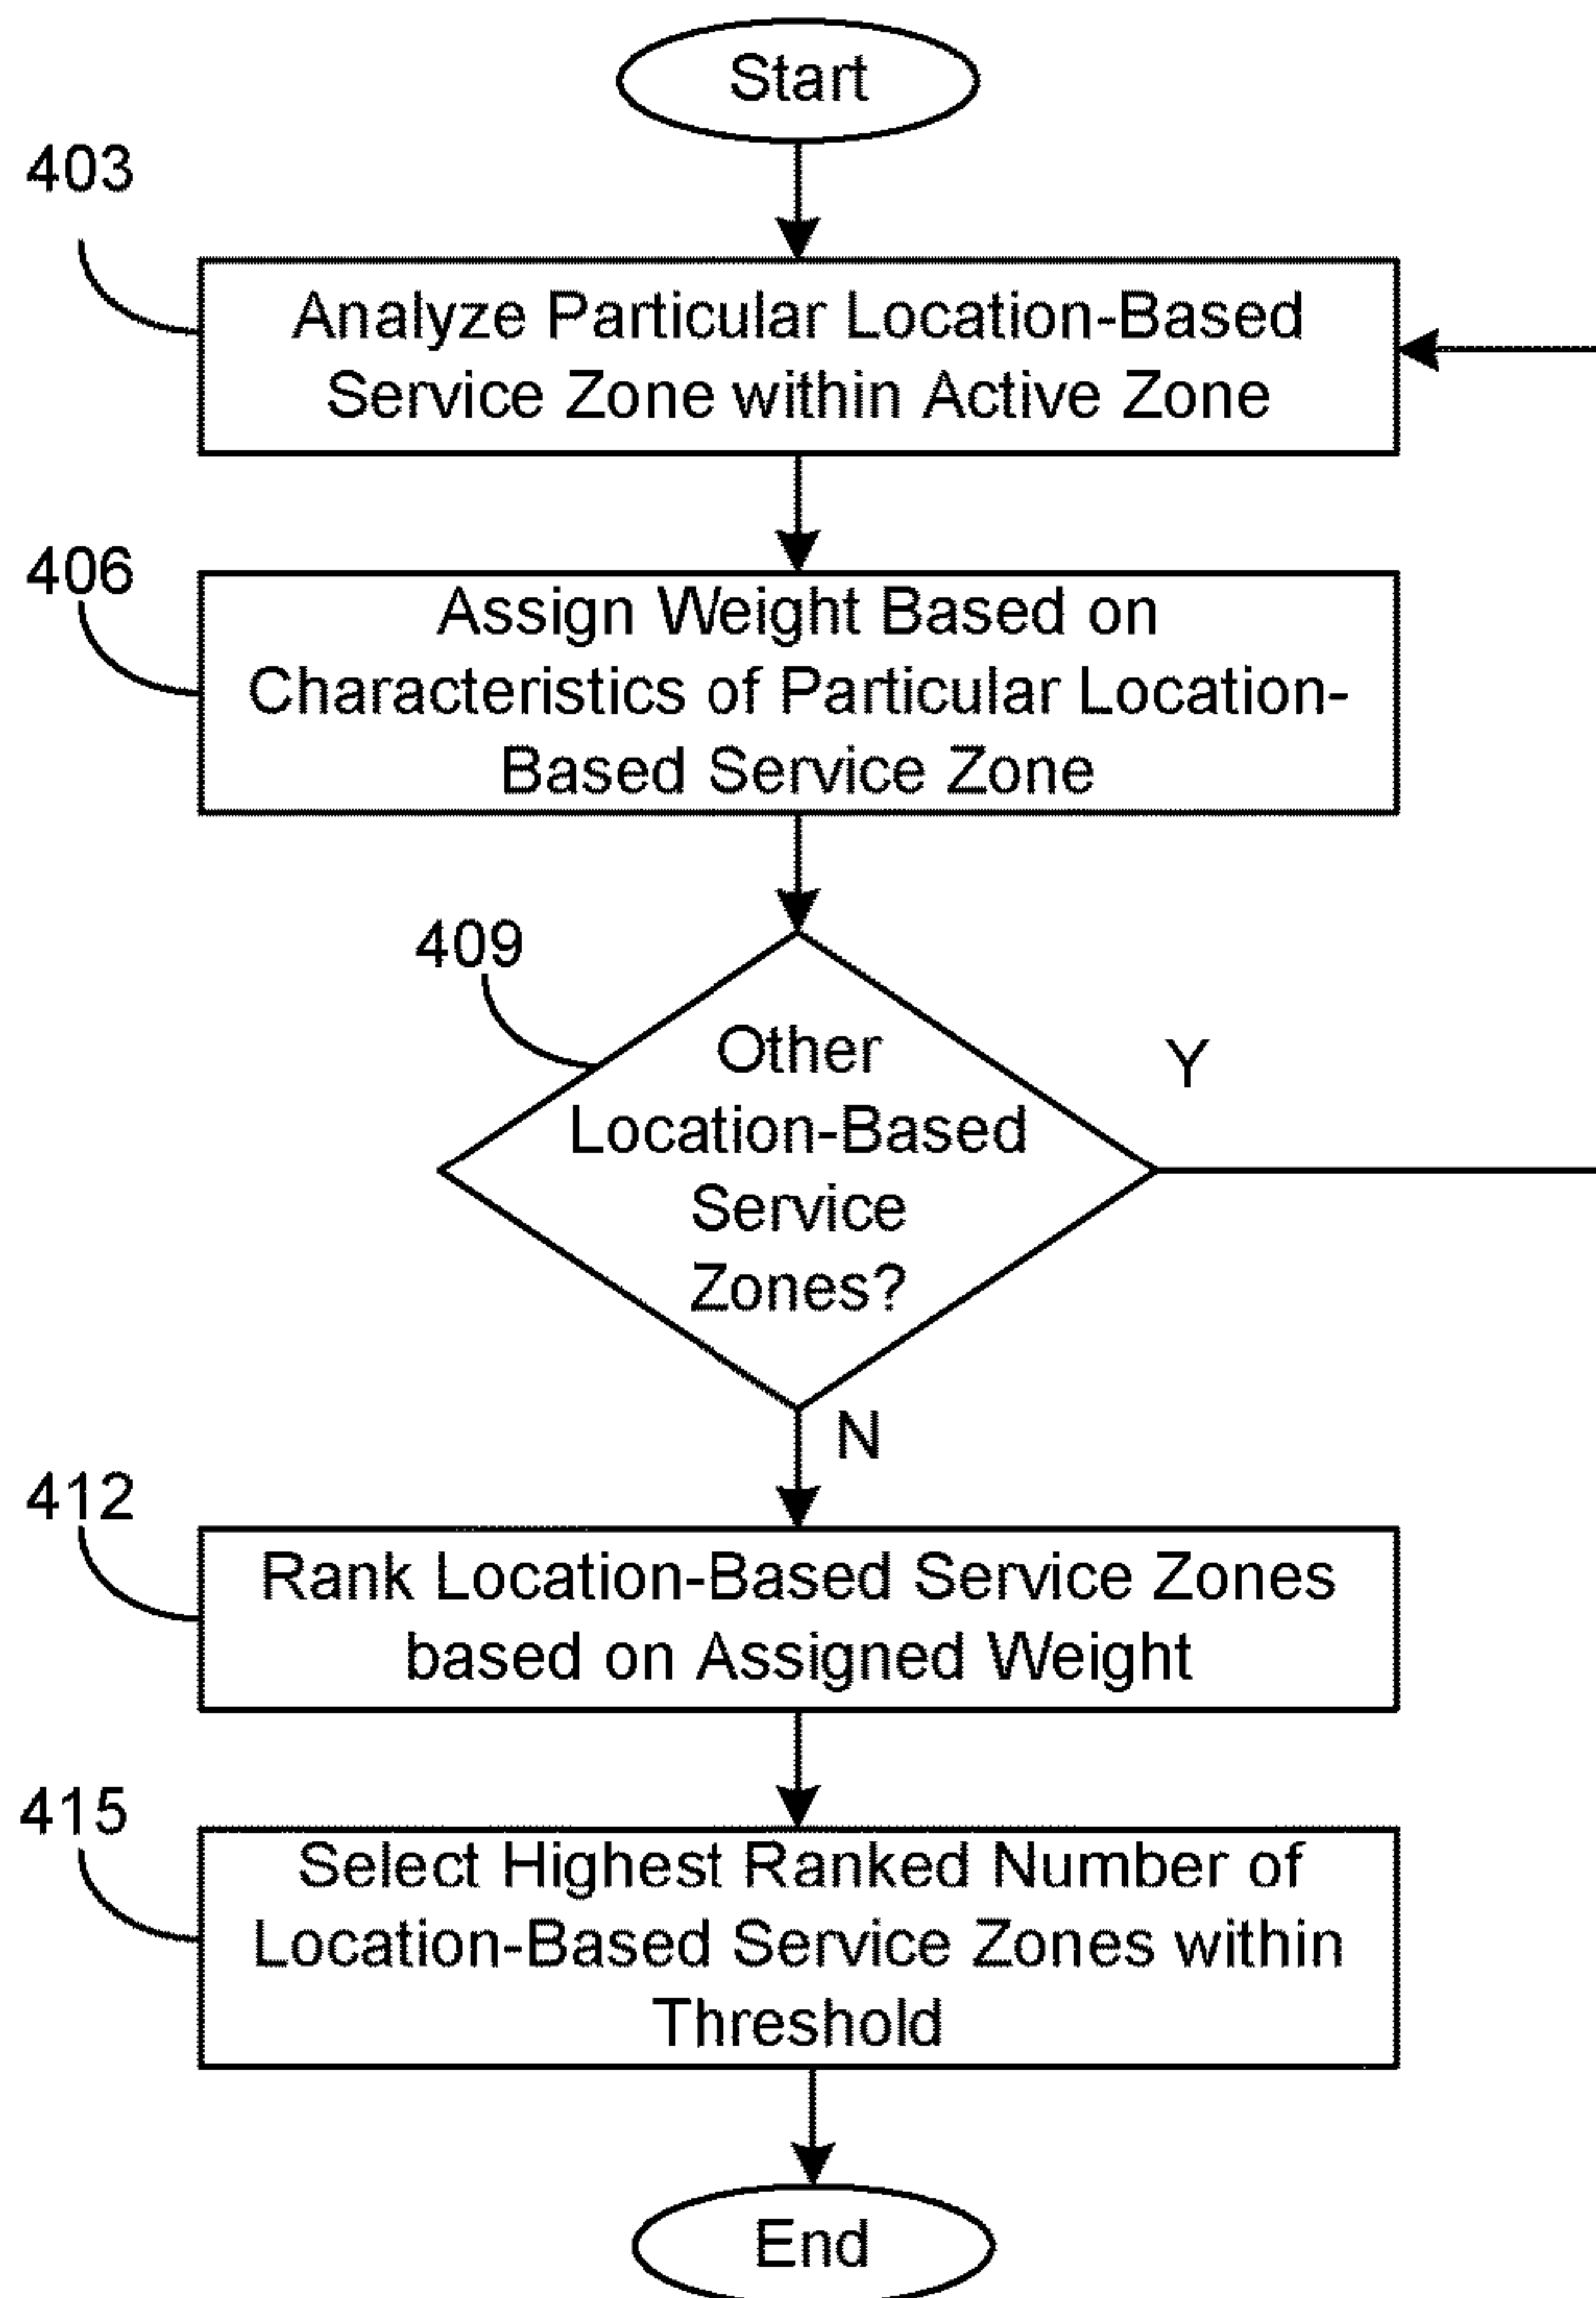 Start
403
Analyze Particular Location-Based
Service Zone within Active Zone
406
Assign Weight Based on
Characteristics of Particular Location-
Based Service Zone
409
Other
Location-Based
Service
Zones?
Y
N
412
Rank Location-Based Service Zones
based on Assigned Weight
415
Select Highest Ranked Number of
Location-Based Service Zones within
Threshold
End